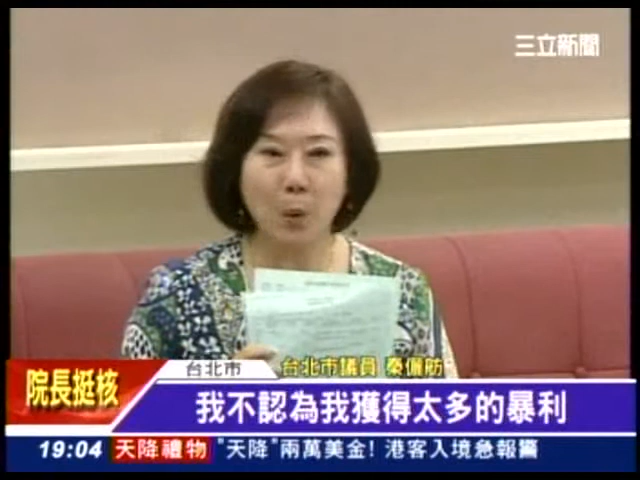 三立新聞
台北市
台北市議員 秦儷舫
院長挺核
我不認為我獲得太多的暴利
19:04 天降禮物 "天降"兩萬美金! 港客入境急報警